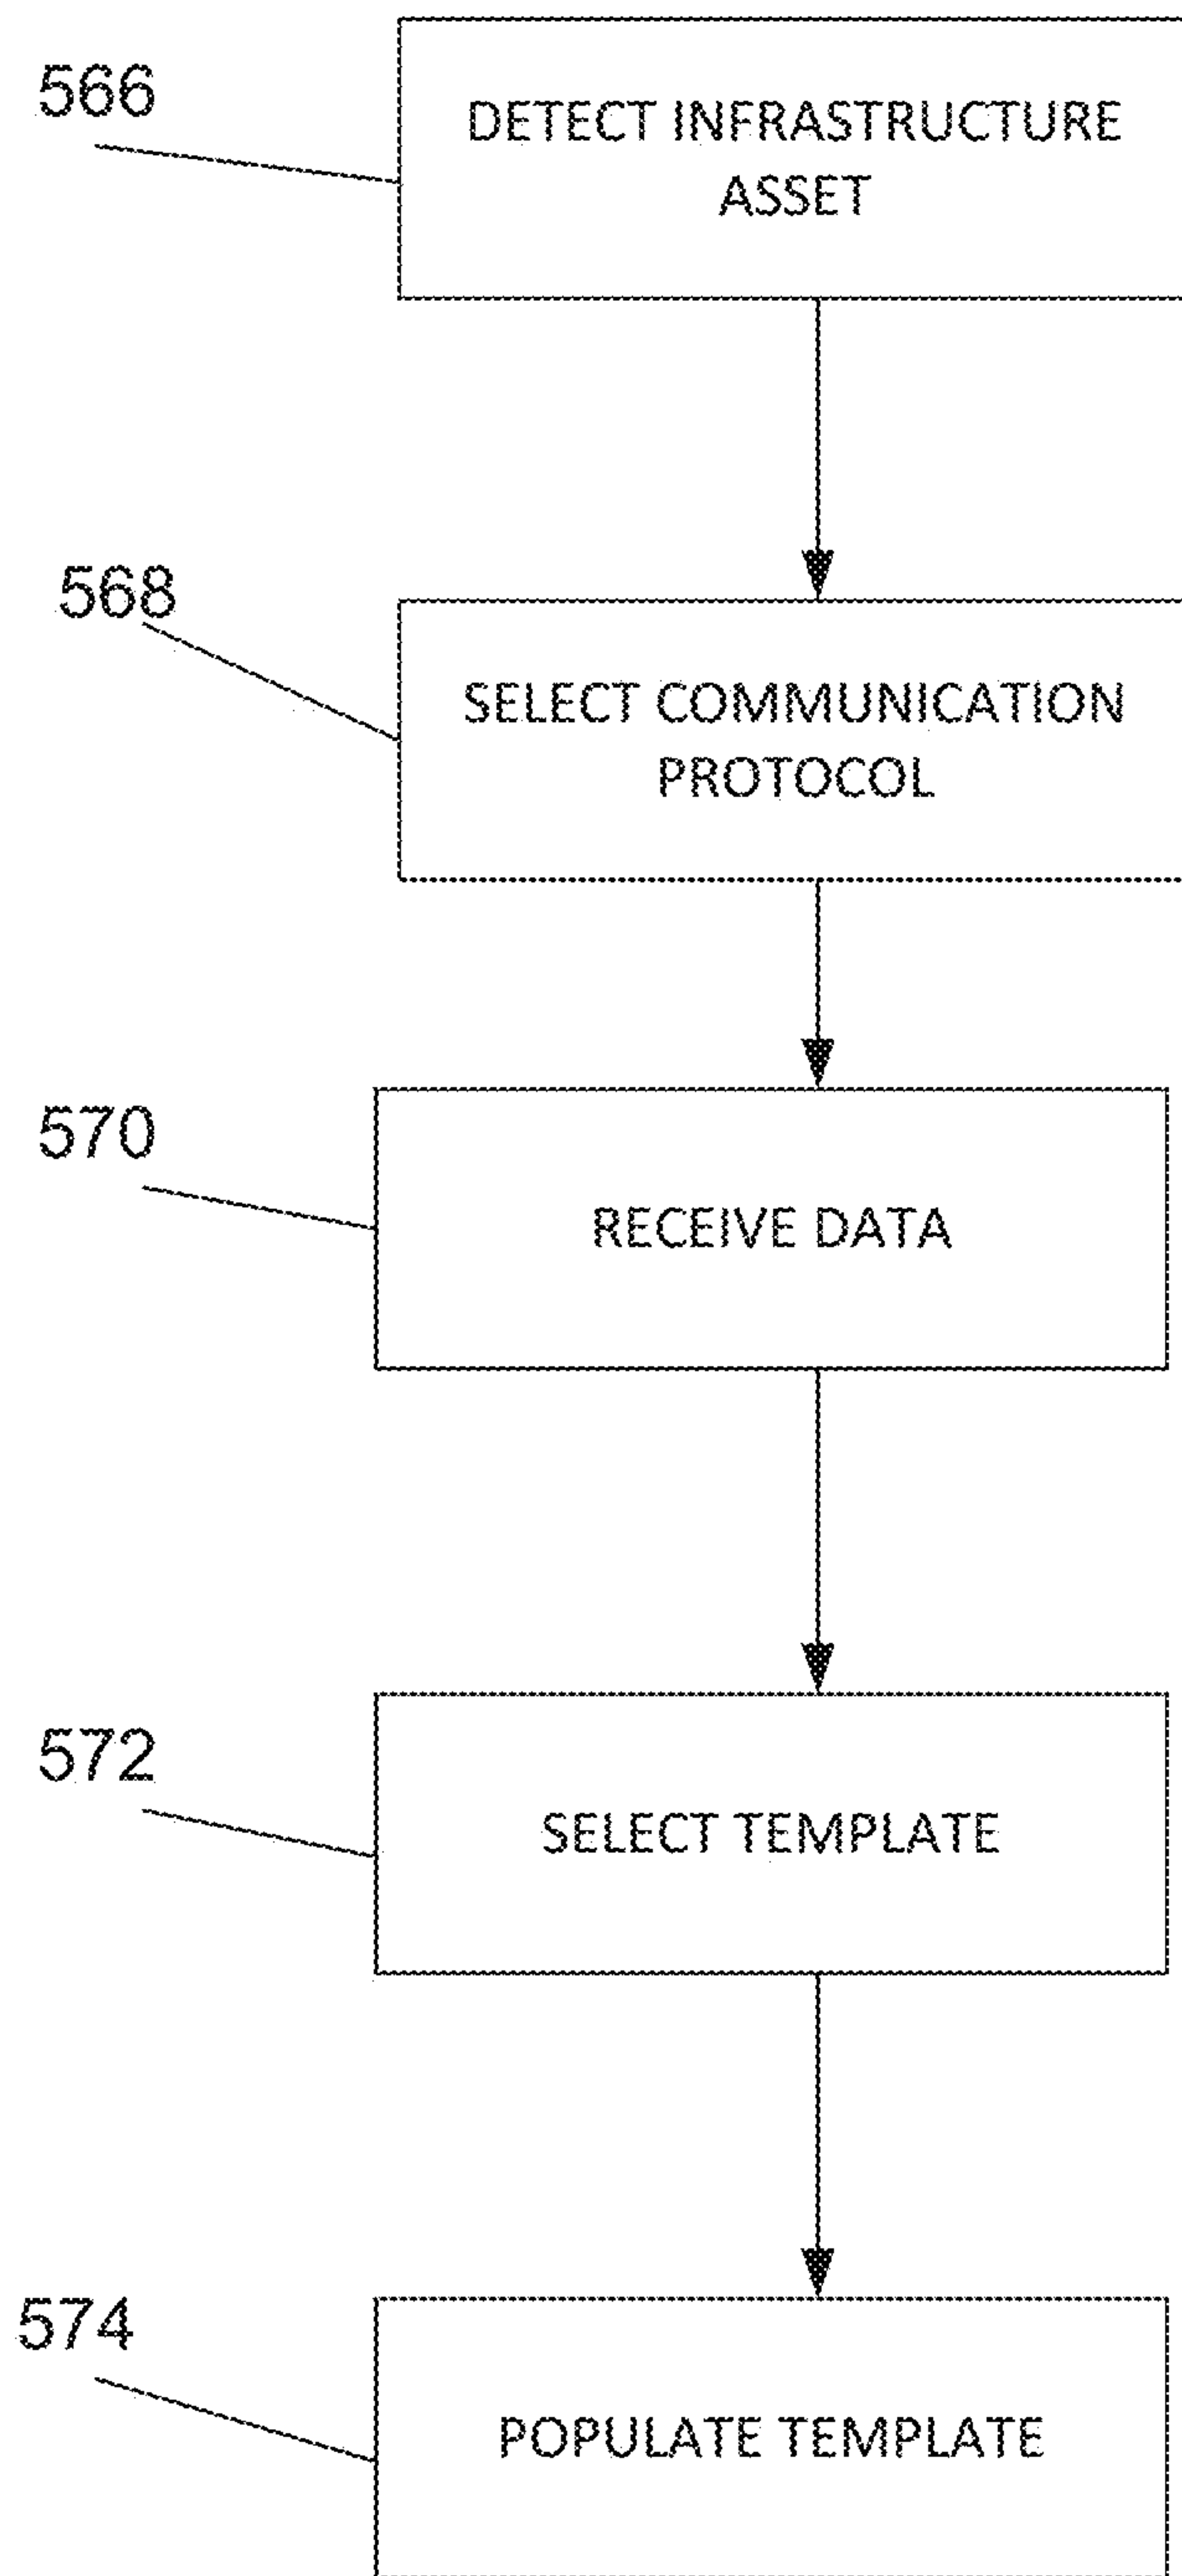 566
DETECT INFRASTRUCTURE
ASSET
568
SELECT COMMUNICATION
PROTOCOL
570
RECEIVE DATA
572
SELECT TEMPLATE
574
POPULATE TEMPLATE